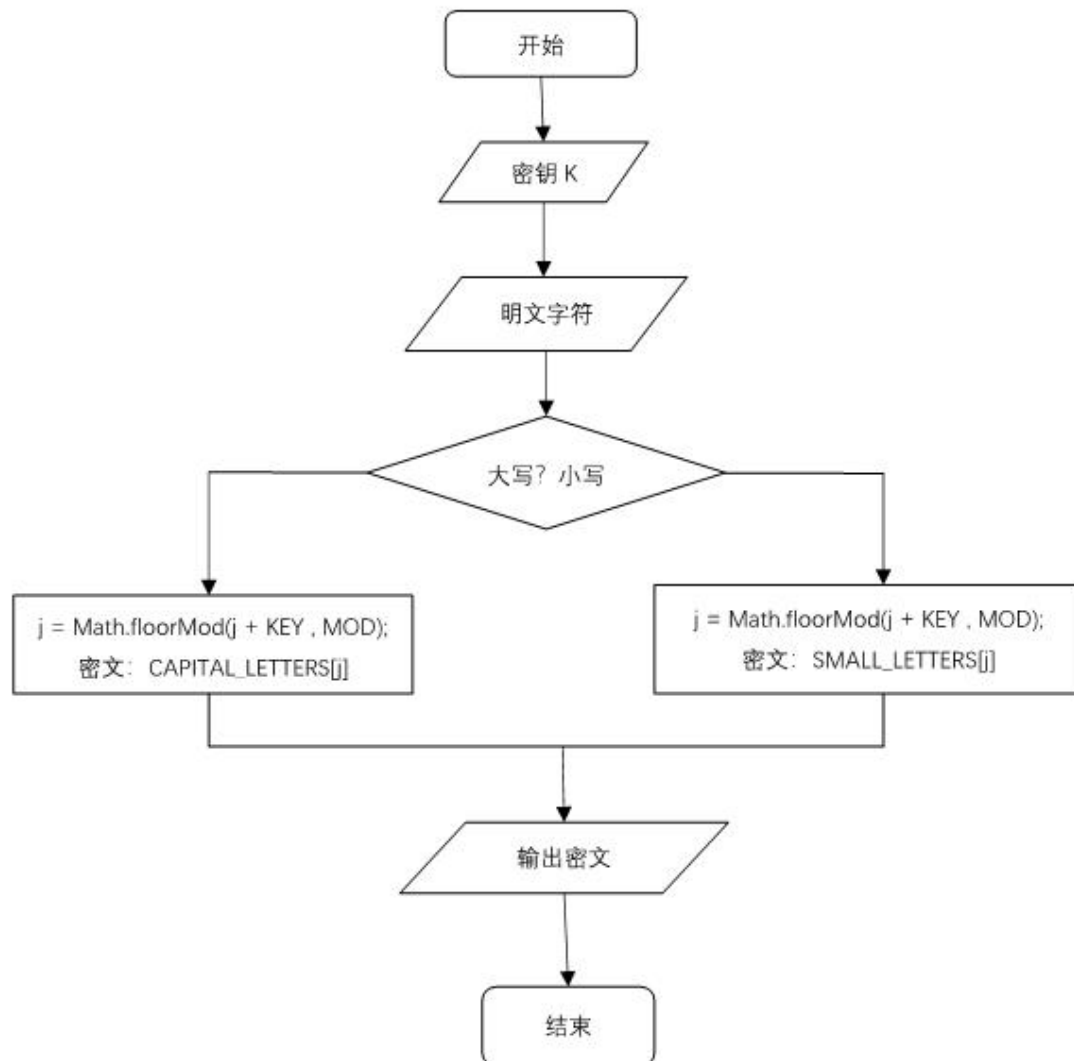 开始
密钥 K
明文字符
大写？小写
j = Math.floorMod(j + KEY , MOD);
密文：CAPITAL_LETTERS[j]
j = Math.floorMod(j + KEY , MOD);
密文：SMALL_LETTERS[j]
输出密文
结束